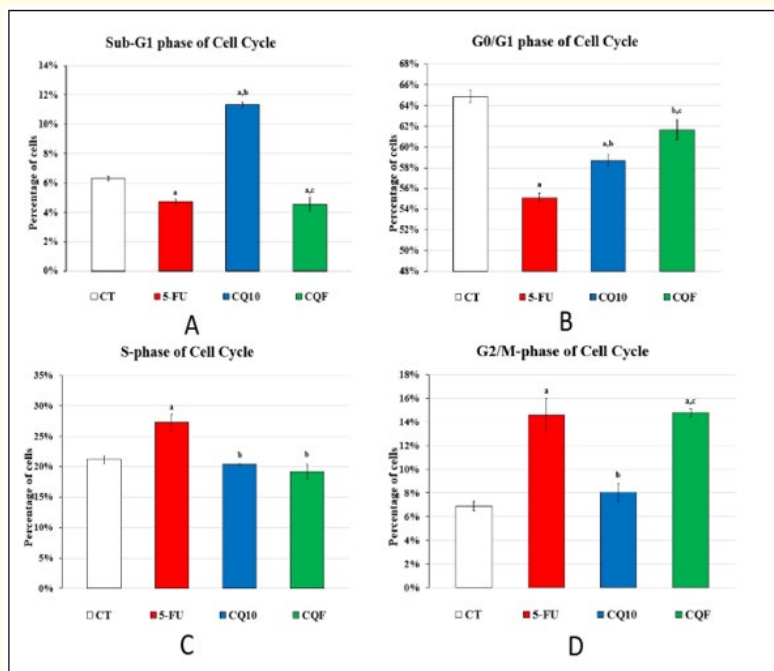 Sub-G1 phase of Cell Cycle
Percentage of cells
14%
12%
10%
8%
6%
4%
2%
0%
a
a,b
a,c
CT 5-FU CQ10 CQF
A
G0/G1 phase of Cell Cycle
Percentage of cells
68%
66%
64%
62%
60%
58%
56%
54%
52%
50%
48%
a
a,b
b,c
CT 5-FU CQ10 CQF
B
S-phase of Cell Cycle
Percentage of cells
35%
30%
25%
20%
15%
10%
5%
0%
a
b
b
CT 5-FU CQ10 CQF
C
G2/M-phase of Cell Cycle
Percentage of cells
18%
16%
14%
12%
10%
8%
6%
4%
2%
0%
a
b
a,c
CT 5-FU CQ10 CQF
D